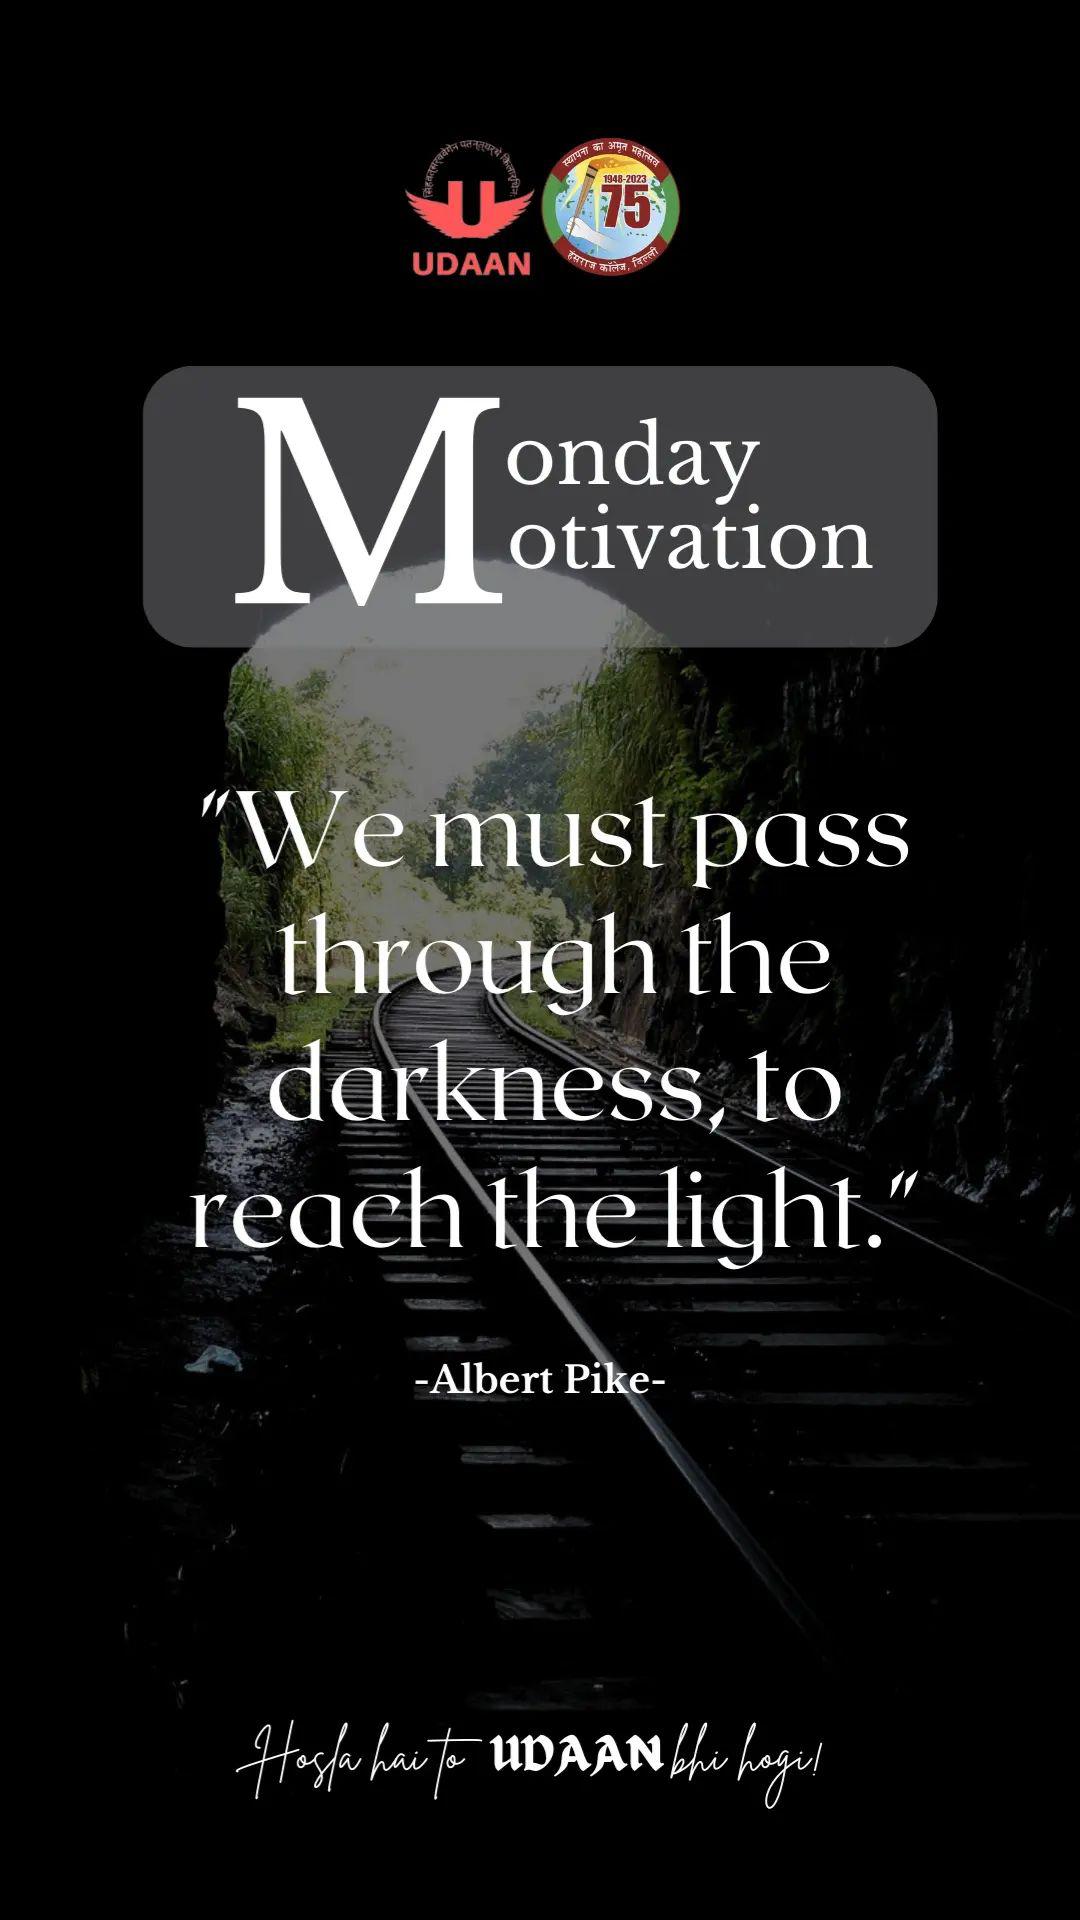 UDAAN
स्थापना का अमृत महोत्सव
1948-2023
75
हंसराज कॉलेज, दिल्ली
Monday
Motivation
"We must pass
through the
darkness, to
reach the light."
-Albert Pike-
Hosla hai to UDAAN bhi hogi!